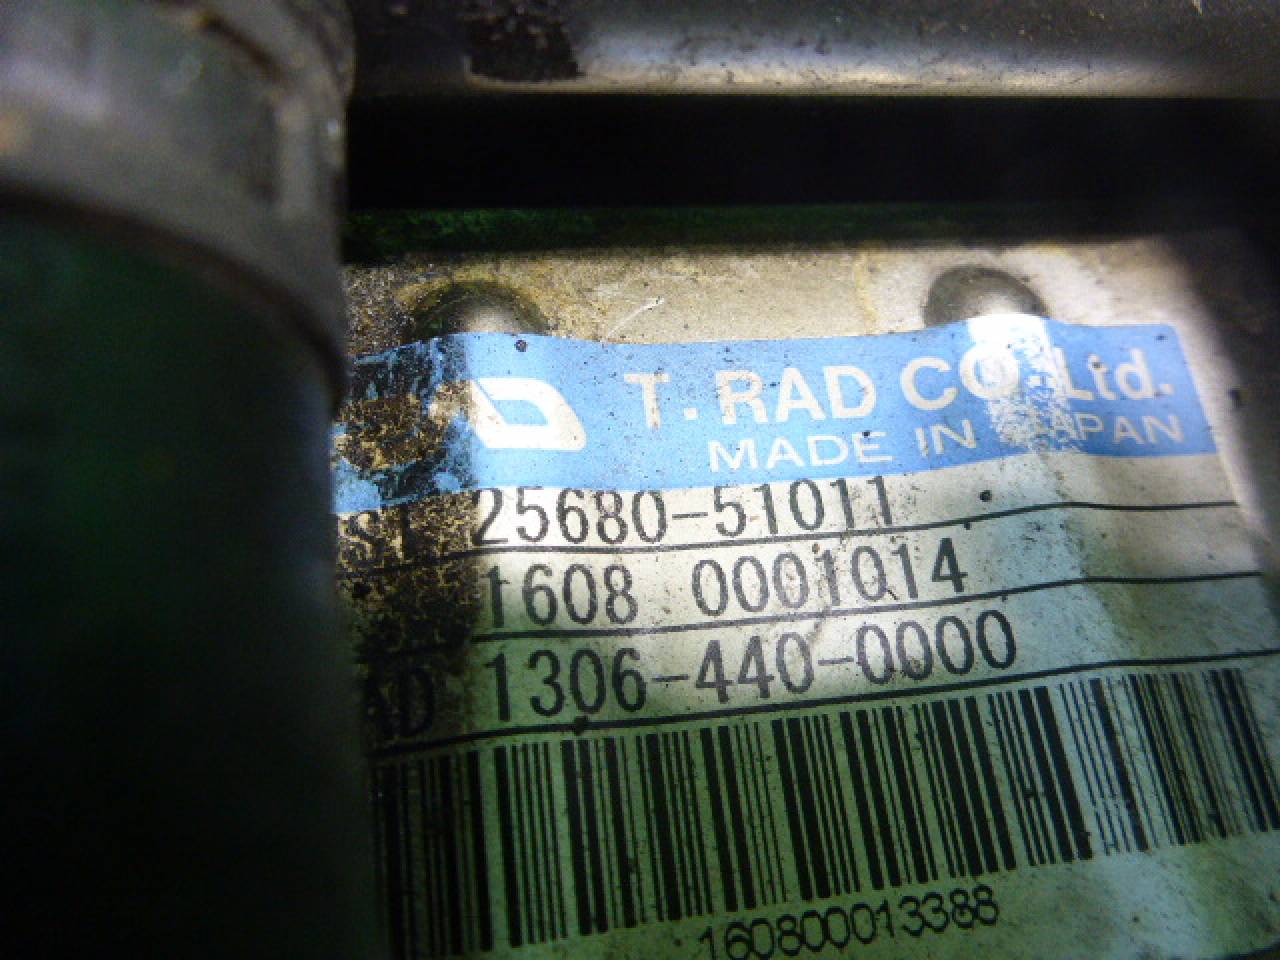 T.RAD CO., Ltd.
MADE IN JAPAN
25680-51011
1608 0001014
1306-440-0000
160800013388